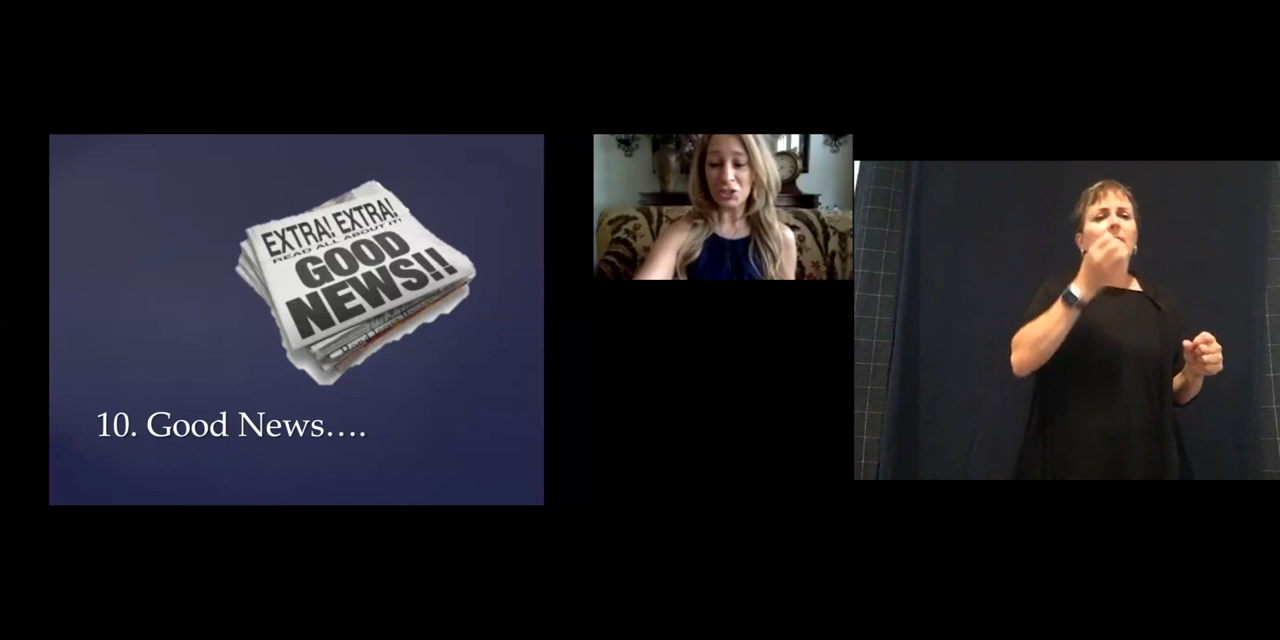 EXTRA! EXTRA!
READ ALL ABOUT IT!
GOOD
NEWS!!
10. Good News....